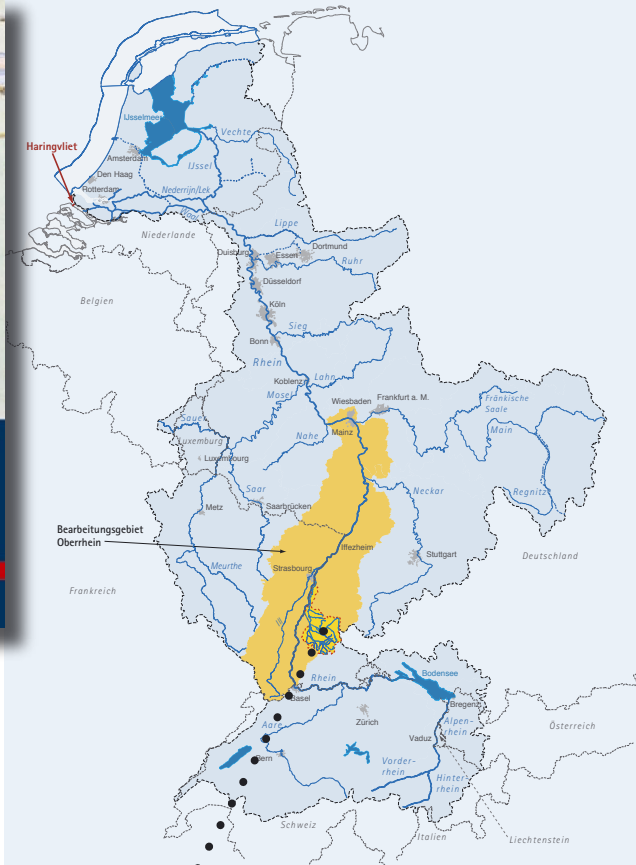 IJsselmeer
Vechte
Haringvliet
Amsterdam
IJssel
Den Haag
Rotterdam
Nederrijn/Lek
Waal
Niederlande
Lippe
Duisburg
Essen
Dortmund
Ruhr
Düsseldorf
Belgien
Köln
Sieg
Bonn
Rhein
Koblenz
Lahn
Mosel
Wiesbaden
Frankfurt a. M.
Fränkische
Saale
Sauer
Mainz
Main
Nahe
Luxemburg
Luxembourg
Saar
Neckar
Regnitz
Metz
Saarbrücken
Bearbeitungsgebiet
Oberrhein
Iffezheim
Stuttgart
Deutschland
Meurthe
Strasbourg
Frankreich
Ill
Rhein
Bodensee
Basel
Bregenz
Aare
Zürich
Alpen-
rhein
Österreich
Vaduz
Bern
Vorder-
rhein
Hinter-
rhein
Schweiz
Italien
Liechtenstein